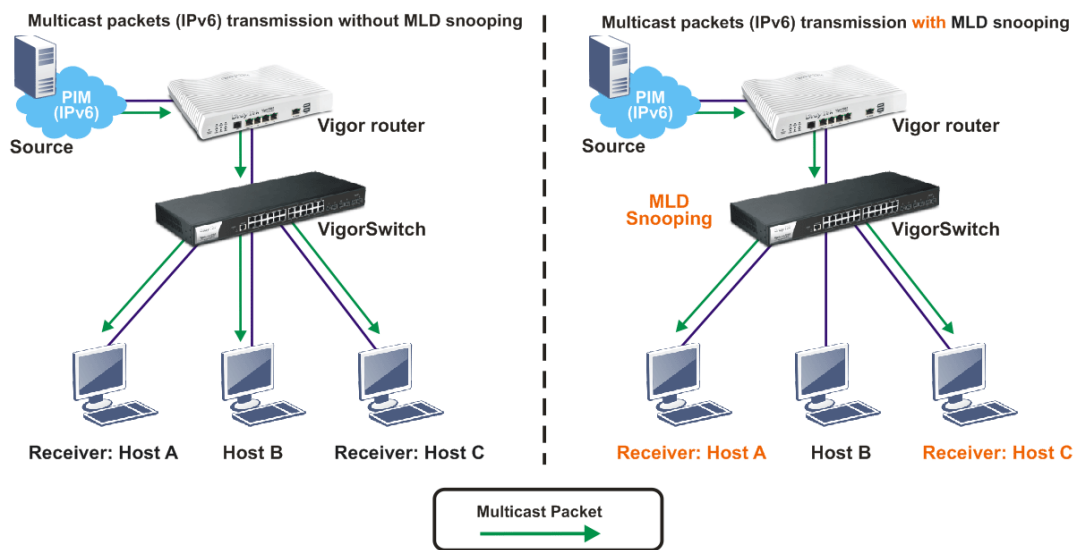 Multicast packets (IPv6) transmission without MLD snooping
PIM
(IPv6)
Source
Vigor router
VigorSwitch
Receiver: Host A
Host B
Receiver: Host C
Multicast packets (IPv6) transmission with MLD snooping
PIM
(IPv6)
Source
Vigor router
MLD
Snooping
VigorSwitch
Receiver: Host A
Host B
Receiver: Host C
Multicast Packet